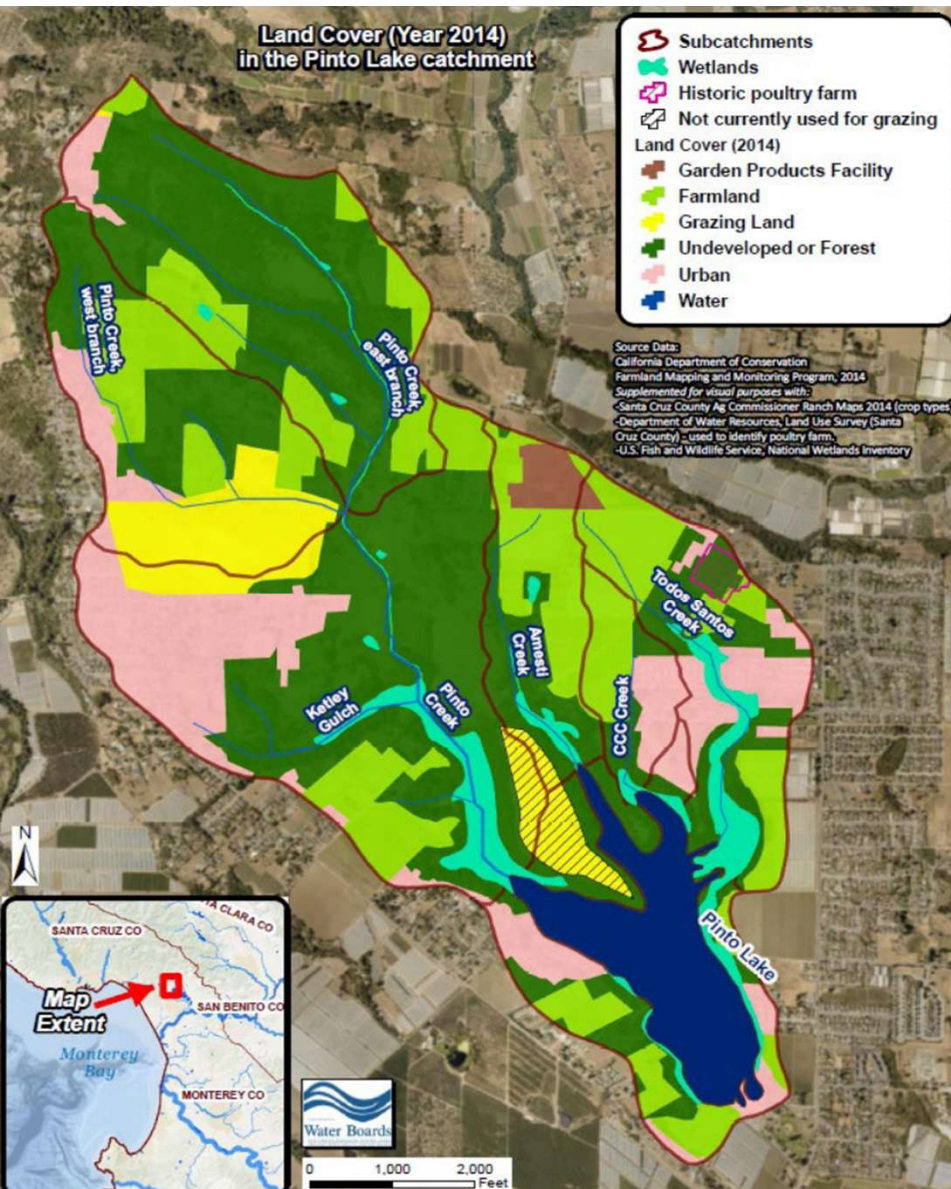 Land Cover (Year 2014)
in the Pinto Lake catchment
Subcatchments
Wetlands
Historic poultry farm
Not currently used for grazing
Land Cover (2014)
Garden Products Facility
Farmland
Grazing Land
Undeveloped or Forest
Urban
Water
Source Data:
California Department of Conservation
Farmland Mapping and Monitoring Program, 2014
Supplemented for visual purposes with:
-Santa Cruz County Ag Commissioner Ranch Maps 2014 (crop types
-Department of Water Resources, Land Use Survey (Santa
Cruz County) - used to identify poultry farm.
-U.S. Fish and Wildlife Service, National Wetlands Inventory
Pinto Creek,
west branch
Pinto Creek,
east branch
Todos Santos
Creek
Amesti
Creek
CCC Creek
Ketley
Gulch
Pinto
Creek
Pinto Lake
N
SANTA CRUZ CO
TA CLARA CO
SAN BENITO CO
Map
Extent
Monterey
Bay
MONTEREY CO
Water Boards
0 1,000 2,000
Feet